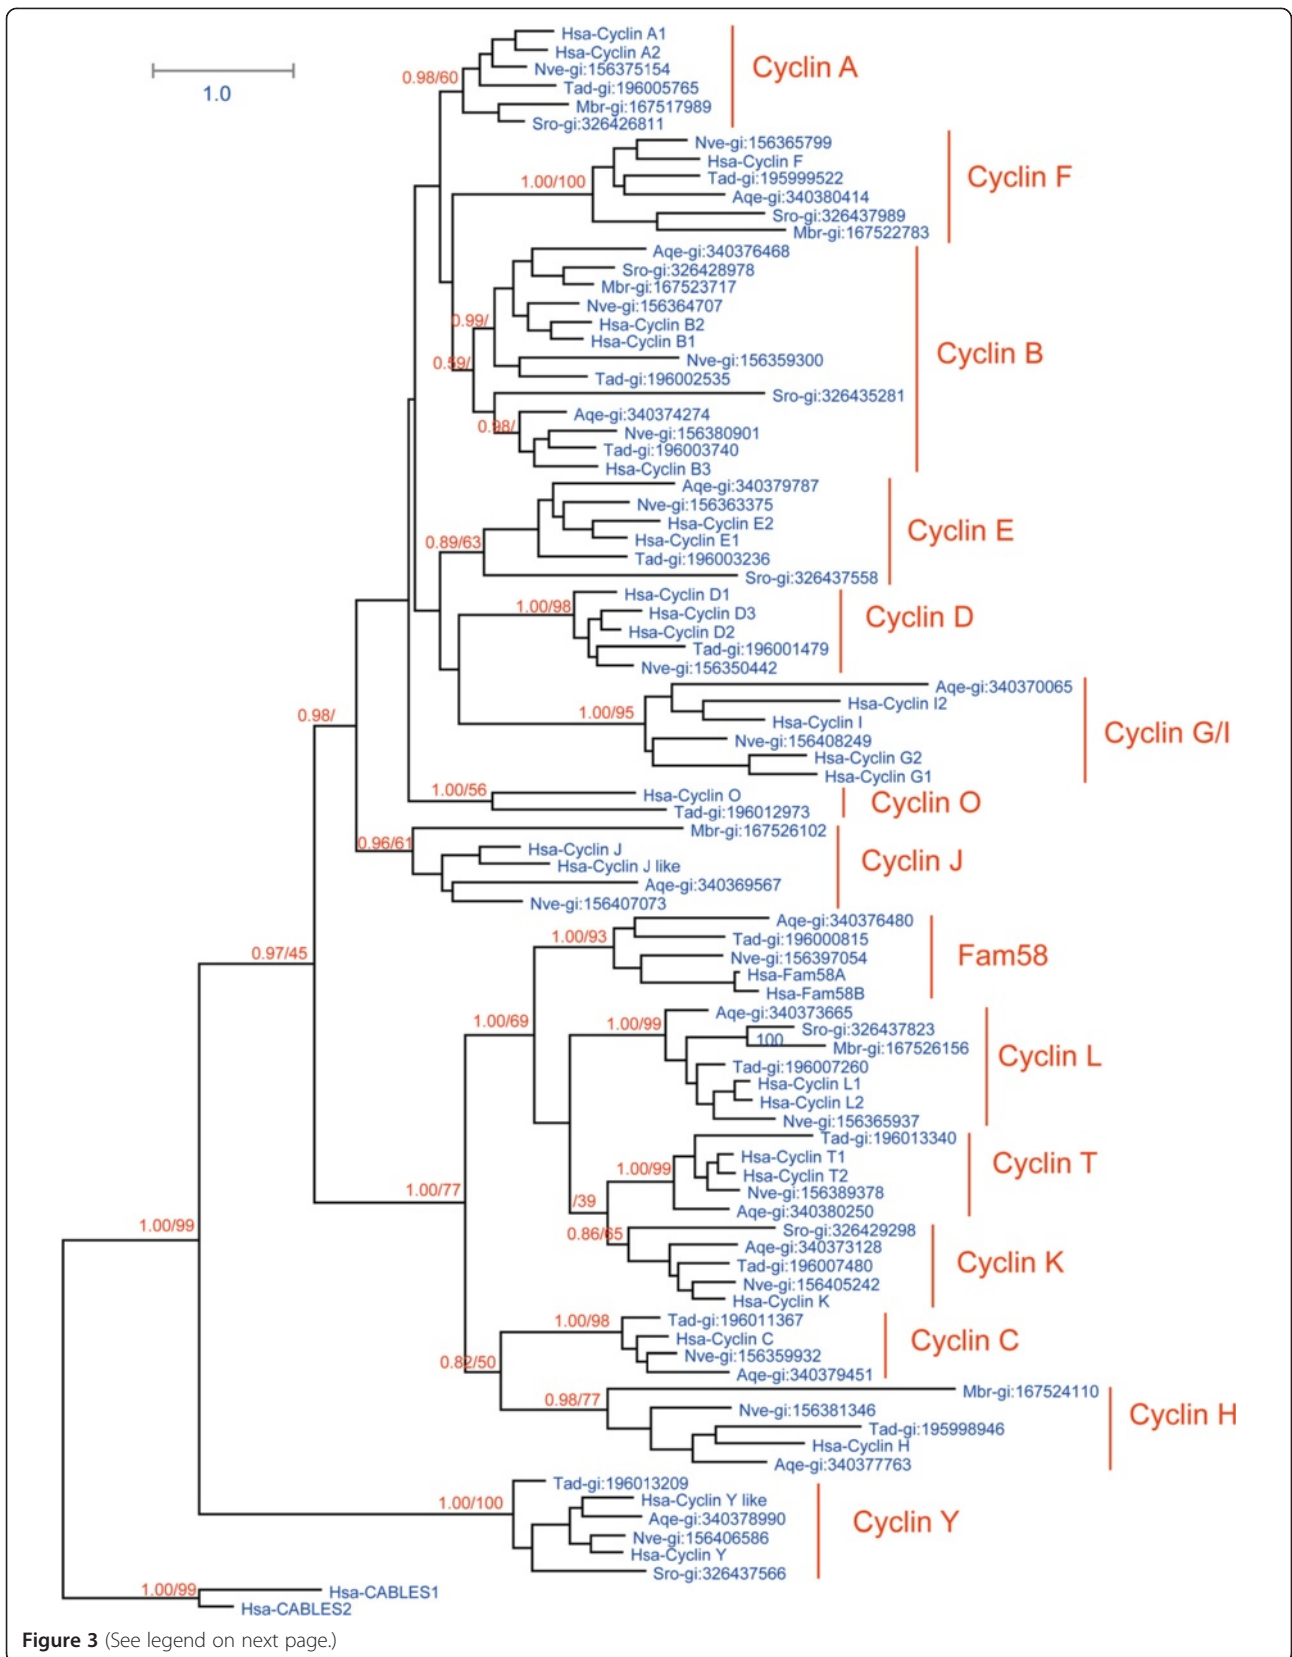 1.0
Hsa-Cyclin A1
Hsa-Cyclin A2
Nve-gi:156375154
0.98/60
Tad-gi:196005765
Mbr-gi:167517989
Sro-gi:326426811
Cyclin A
Nve-gi:156365799
Hsa-Cyclin F
1.00/100
Tad-gi:195999522
Aqe-gi:340380414
Sro-gi:326437989
Mbr-gi:167522783
Cyclin F
Aqe-gi:340376468
Sro-gi:326428978
Mbr-gi:167523717
Nve-gi:156364707
0.99/
Hsa-Cyclin B2
Hsa-Cyclin B1
0.59/
Nve-gi:156359300
Tad-gi:196002535
Sro-gi:326435281
Aqe-gi:340374274
0.98/
Nve-gi:156380901
Tad-gi:196003740
Hsa-Cyclin B3
Cyclin B
Aqe-gi:340379787
Nve-gi:156363375
Hsa-Cyclin E2
0.89/63
Hsa-Cyclin E1
Tad-gi:196003236
Sro-gi:326437558
Cyclin E
Hsa-Cyclin D1
1.00/98
Hsa-Cyclin D3
Hsa-Cyclin D2
Tad-gi:196001479
Nve-gi:156350442
Cyclin D
Aqe-gi:340370065
Hsa-Cyclin I2
1.00/95
Hsa-Cyclin I
Nve-gi:156408249
Hsa-Cyclin G2
Hsa-Cyclin G1
Cyclin G/I
0.98/
1.00/56
Hsa-Cyclin O
Tad-gi:196012973
Cyclin O
Mbr-gi:167526102
0.96/61
Hsa-Cyclin J
Hsa-Cyclin J like
Aqe-gi:340369567
Nve-gi:156407073
Cyclin J
Aqe-gi:340376480
1.00/93
Tad-gi:196000815
0.97/45
Nve-gi:156397054
Hsa-Fam58A
Hsa-Fam58B
Fam58
Aqe-gi:340373665
1.00/69
1.00/99
Sro-gi:326437823
100
Mbr-gi:167526156
Tad-gi:196007260
Hsa-Cyclin L1
Hsa-Cyclin L2
Nve-gi:156365937
Cyclin L
Tad-gi:196013340
Hsa-Cyclin T1
1.00/99
Hsa-Cyclin T2
Nve-gi:156389378
1.00/77
/39
Aqe-gi:340380250
Cyclin T
Sro-gi:326429298
0.86/65
Aqe-gi:340373128
Tad-gi:196007480
Nve-gi:156405242
Hsa-Cyclin K
Cyclin K
1.00/99
Tad-gi:196011367
1.00/98
Hsa-Cyclin C
Nve-gi:156359932
0.82/50
Aqe-gi:340379451
Cyclin C
Mbr-gi:167524110
0.98/77
Nve-gi:156381346
Tad-gi:195998946
Hsa-Cyclin H
Aqe-gi:340377763
Cyclin H
Tad-gi:196013209
1.00/100
Hsa-Cyclin Y like
Aqe-gi:340378990
Nve-gi:156406586
Hsa-Cyclin Y
Sro-gi:326437566
Cyclin Y
1.00/99
Hsa-CABLES1
Hsa-CABLES2
Figure 3 (See legend on next page.)